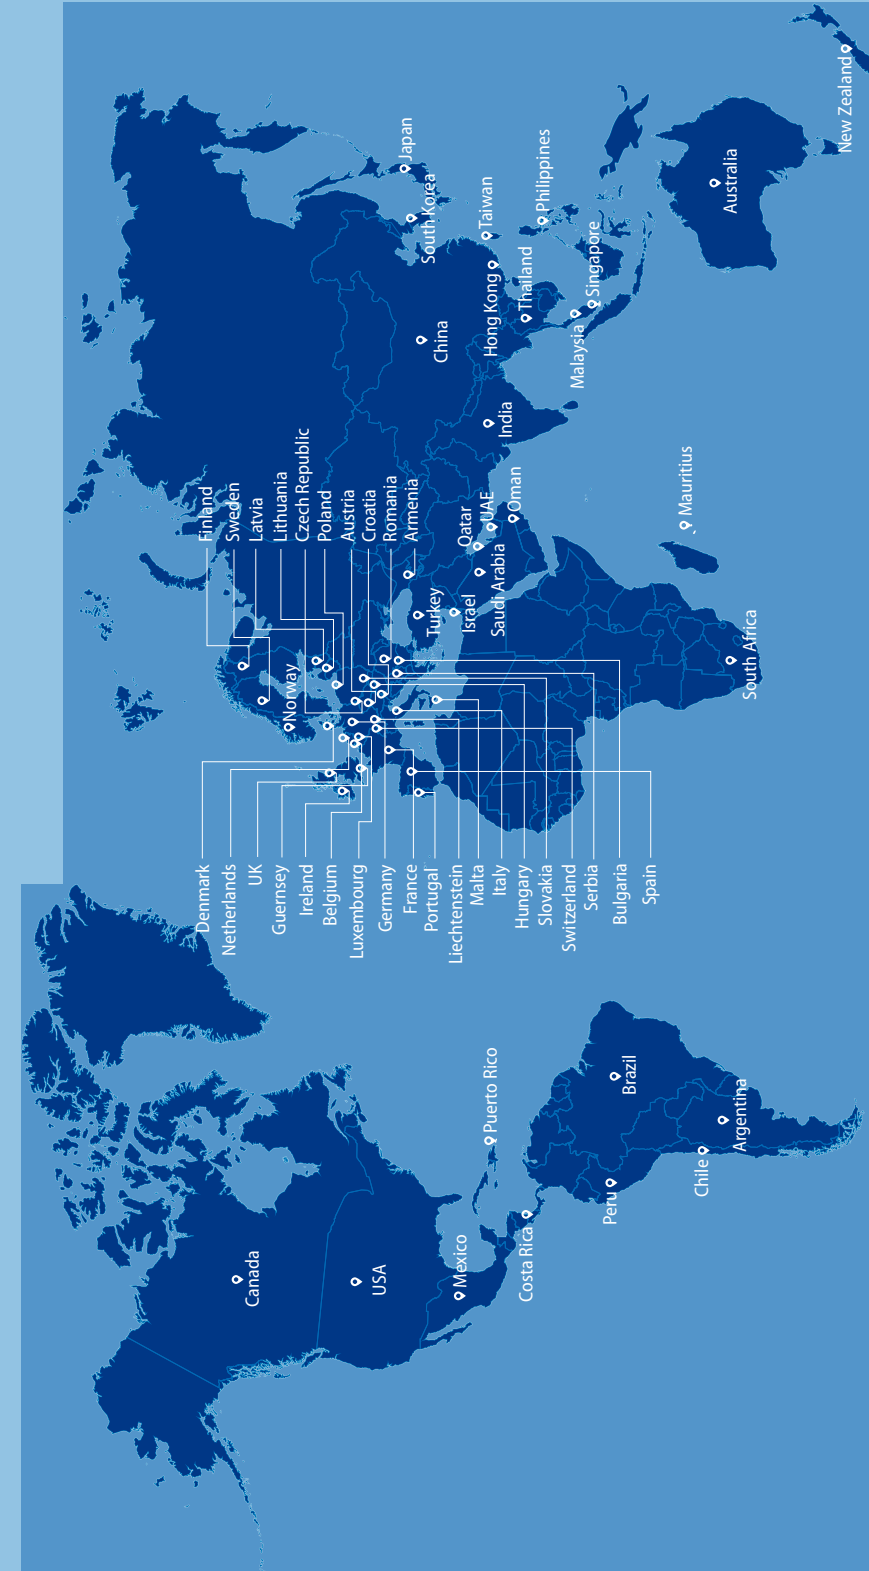 Canada
USA
Mexico
Costa Rica
Puerto Rico
Peru
Chile
Brazil
Argentina
Denmark
Netherlands
UK
Guernsey
Ireland
Belgium
Luxembourg
Germany
France
Portugal
Liechtenstein
Malta
Italy
Hungary
Slovakia
Switzerland
Serbia
Bulgaria
Spain
Norway
Finland
Sweden
Latvia
Lithuania
Czech Republic
Poland
Austria
Croatia
Romania
Armenia
Turkey
Israel
Saudi Arabia
Qatar
UAE
Oman
South Africa
Mauritius
India
China
Hong Kong
Thailand
Malaysia
Singapore
South Korea
Japan
Taiwan
Philippines
Australia
New Zealand